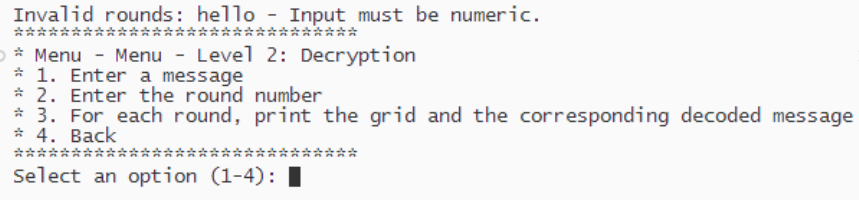 Invalid rounds: hello - Input must be numeric.
******************************
* Menu - Menu - Level 2: Decryption
* 1. Enter a message
* 2. Enter the round number
* 3. For each round, print the grid and the corresponding decoded message
* 4. Back
******************************
Select an option (1-4):